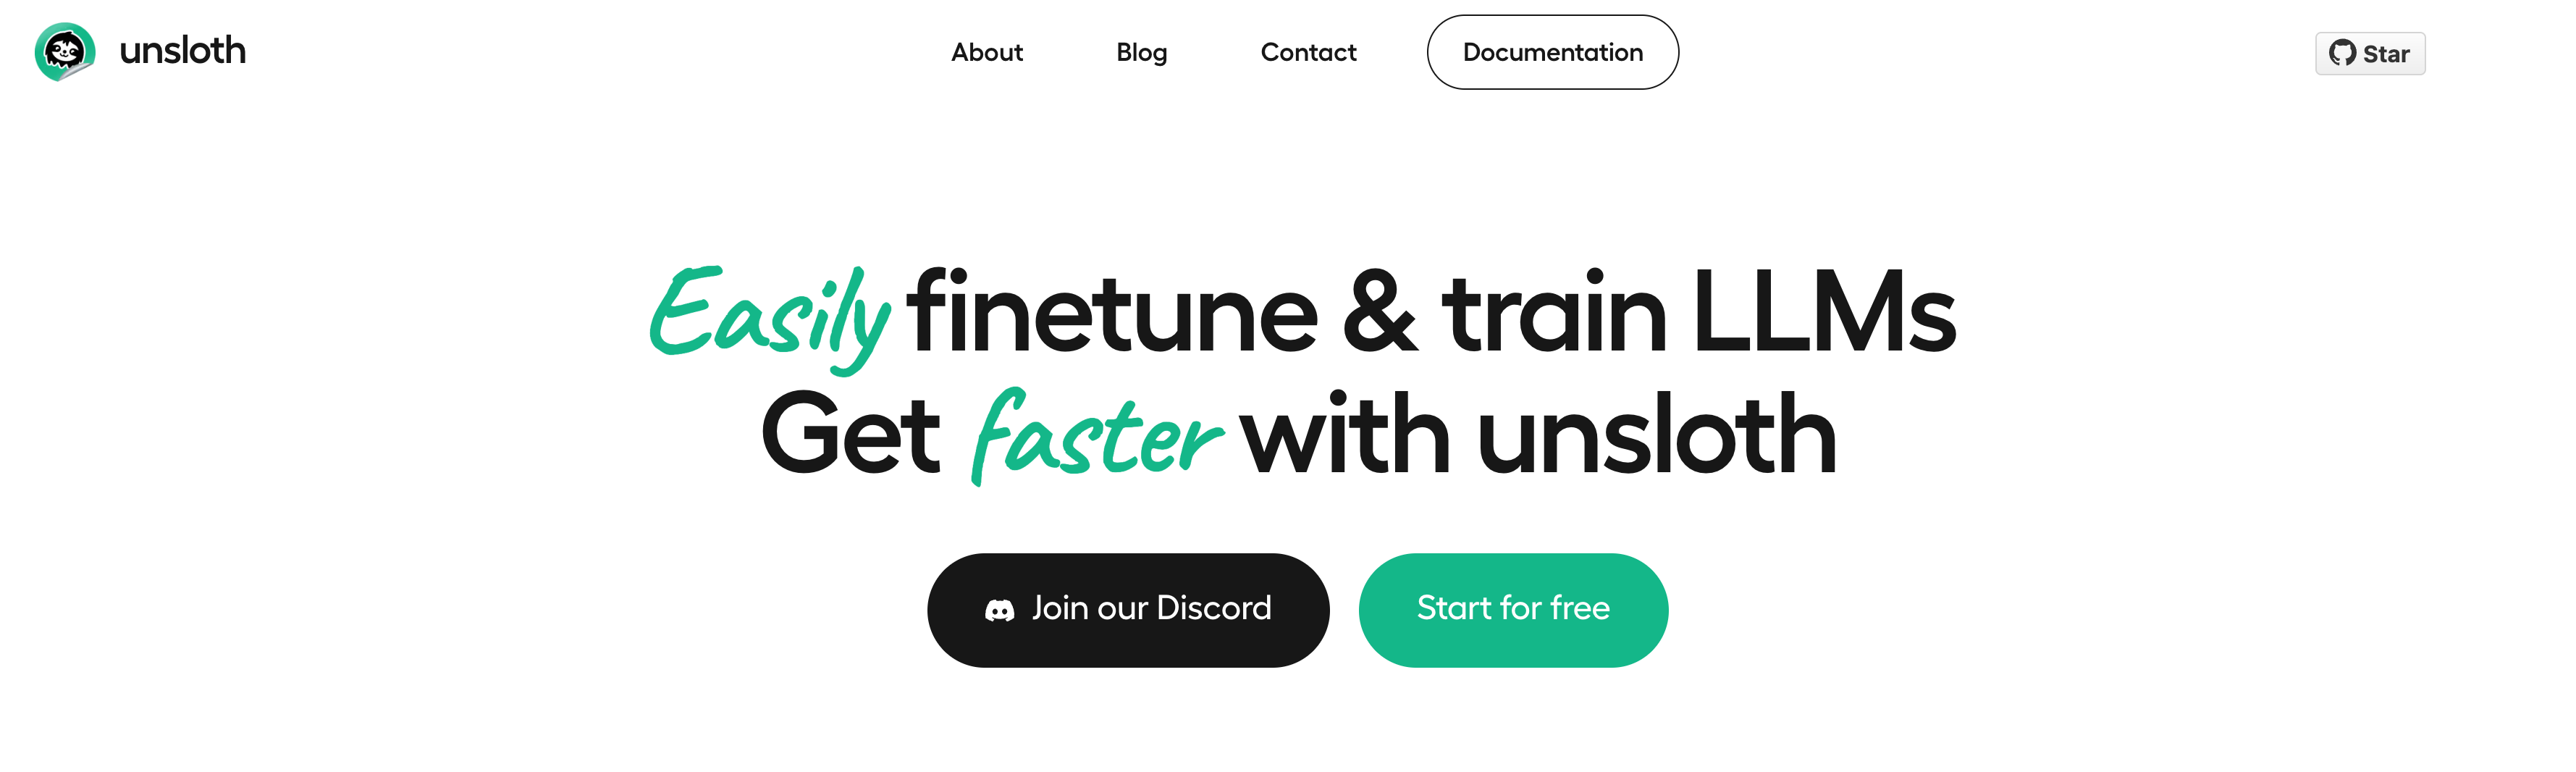 unsloth
About
Blog
Contact
Documentation
Star
Easily finetune & train LLMs
Get faster with unsloth
Join our Discord
Start for free